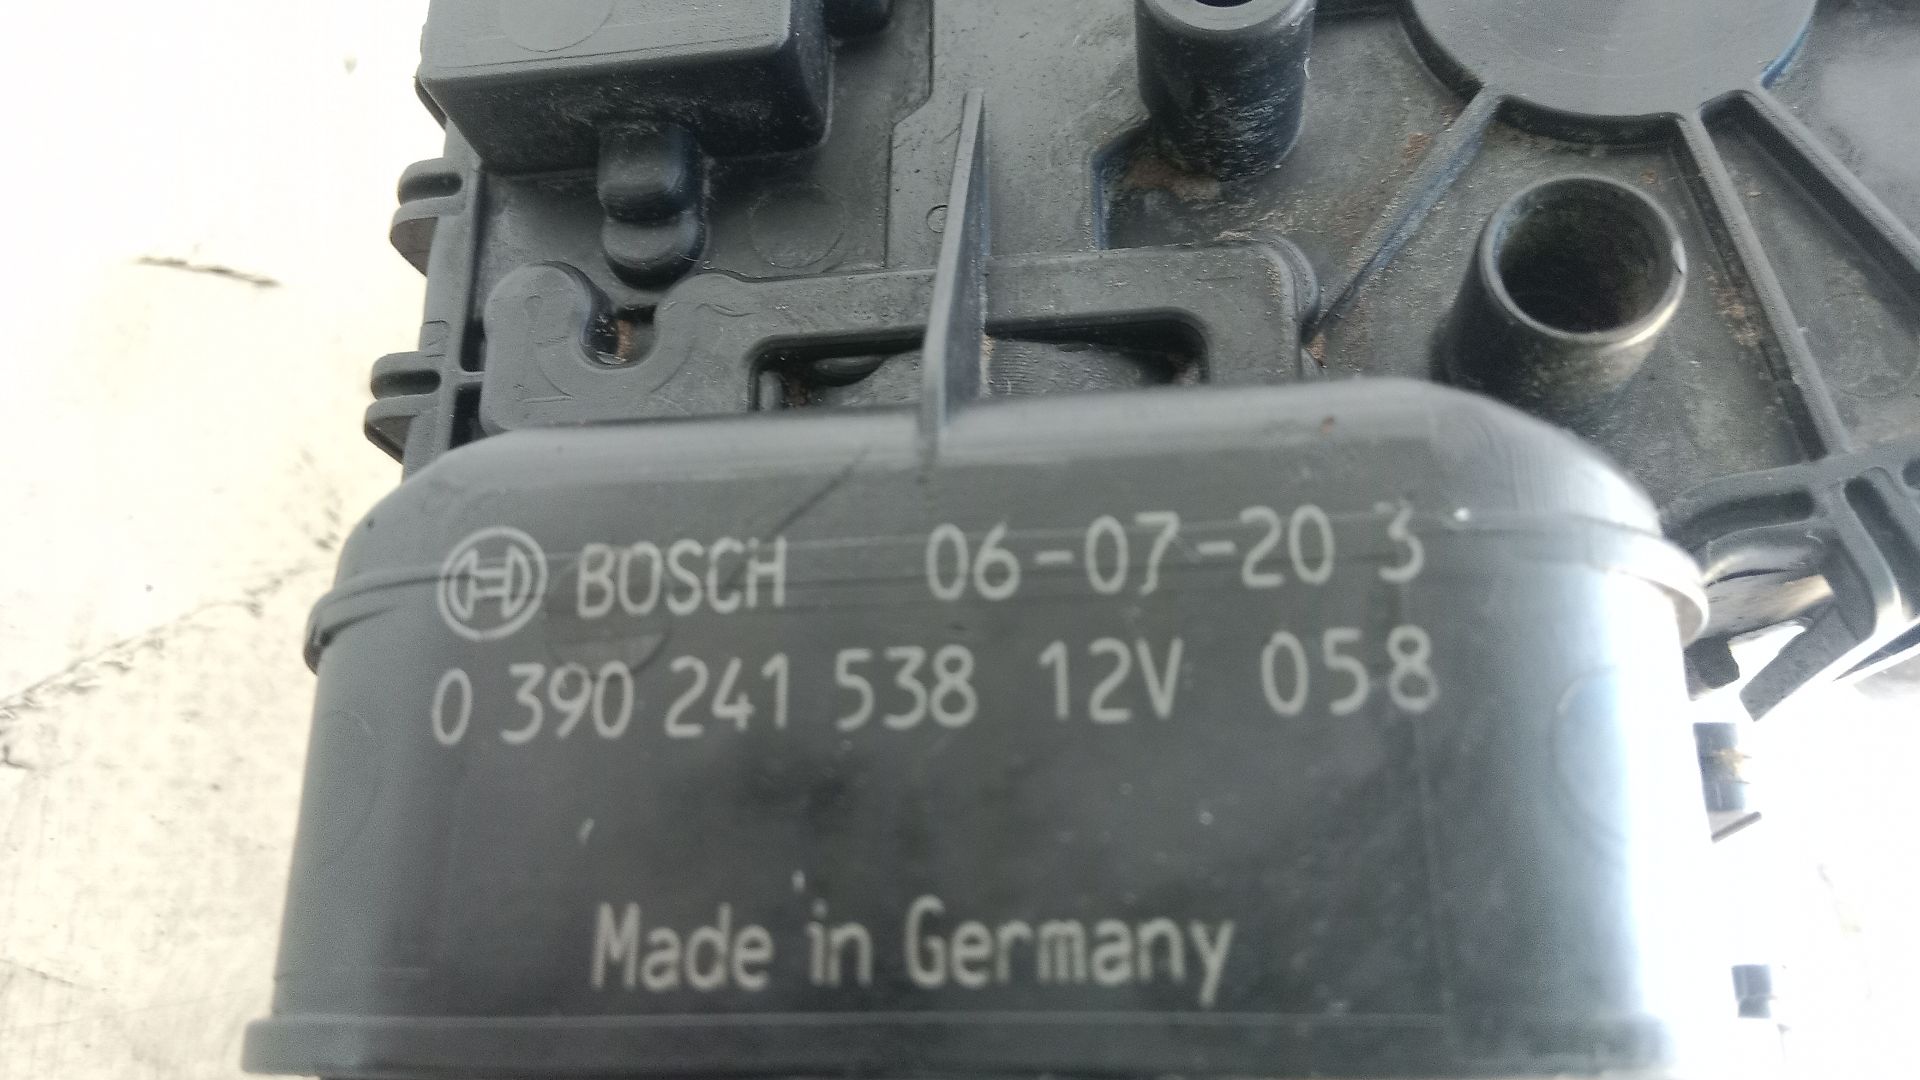 BOSCH 06-07-20 3
0 390 241 538 12V 058
Made in Germany